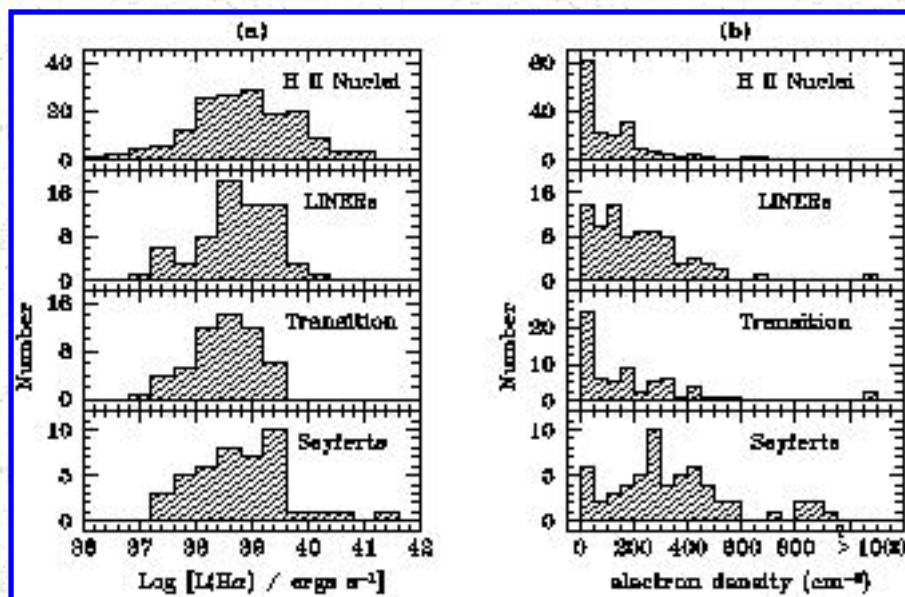 (a)
(b)
40
20
0
H II Nuclei
80
40
0
H II Nuclei
16
8
0
LINERs
16
8
0
LINERs
16
8
0
Transition
20
10
0
Transition
10
5
0
Seyferts
10
5
0
Seyferts
Number
Number
36 37 38 39 40 41 42
0 200 400 600 800 > 1000
Log [L(Hα) / ergs s⁻¹]
electron density (cm⁻³)